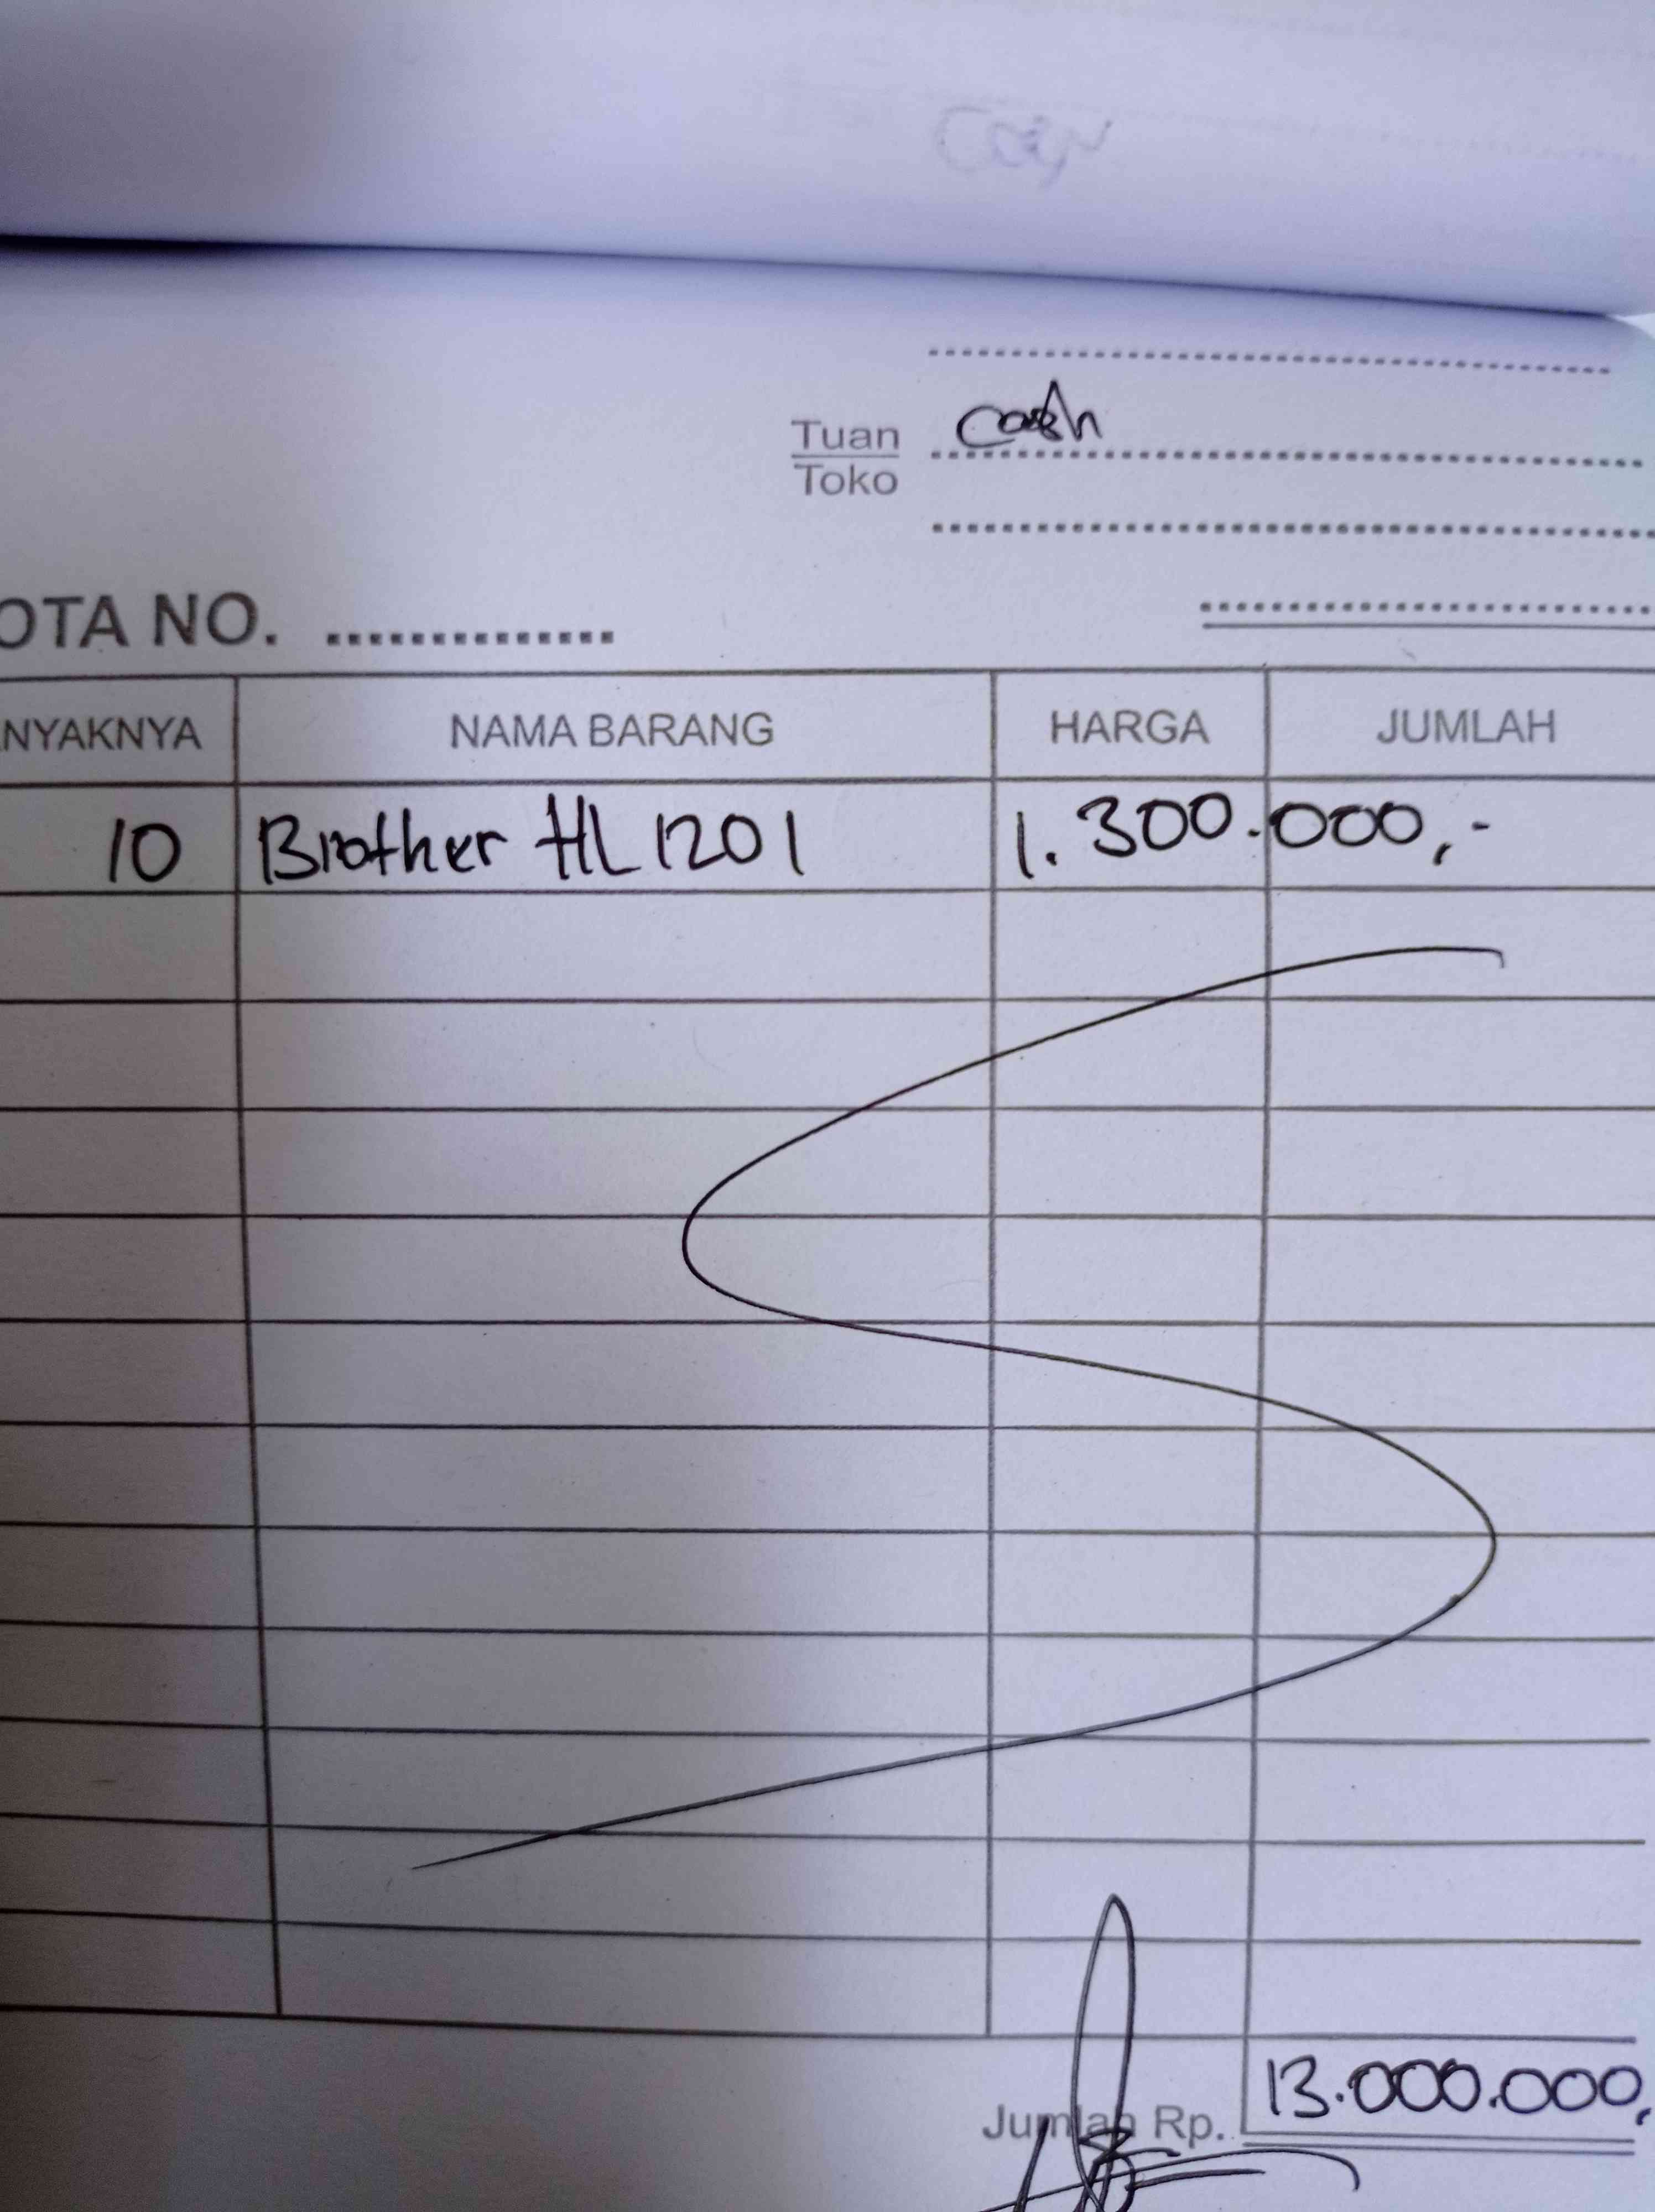 Tuan cash
Toko
OTA NO. ..............
NYAKNYA NAMA BARANG HARGA JUMLAH
10 Brother HL 1201 1.300.000,-
Jumlah Rp. 13.000.000,